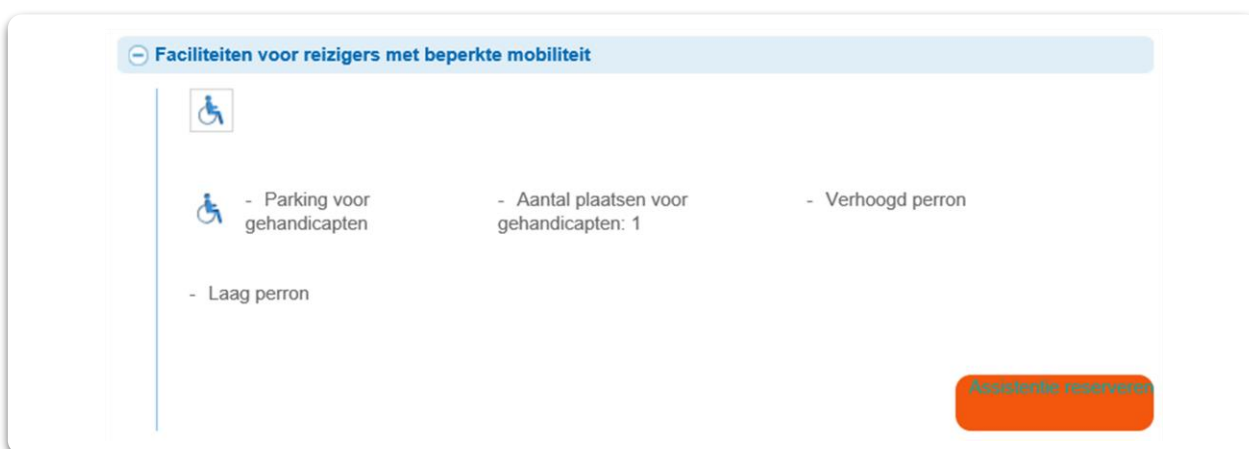 Faciliteiten voor reizigers met beperkte mobiliteit
- Parking voor
gehandicapten
- Aantal plaatsen voor
gehandicapten: 1
- Verhoogd perron
- Laag perron
Assistentie reserveren